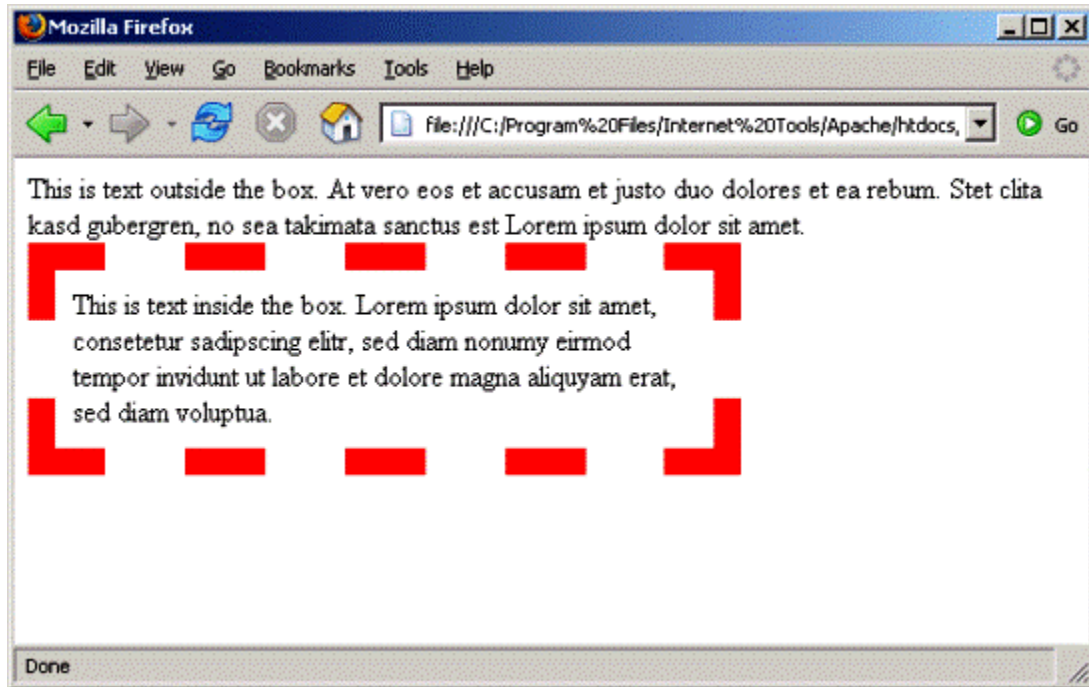 Mozilla Firefox
File Edit View Go Bookmarks Tools Help
file:///C:/Program%20Files/Internet%20Tools/Apache/htdocs, Go
This is text outside the box. At vero eos et accusam et justo duo dolores et ea rebum. Stet clita
kasd gubergren, no sea takimata sanctus est Lorem ipsum dolor sit amet.
This is text inside the box. Lorem ipsum dolor sit amet,
consetetur sadipscing elitr, sed diam nonumy eirmod
tempor invidunt ut labore et dolore magna aliquyam erat,
sed diam voluptua.
Done